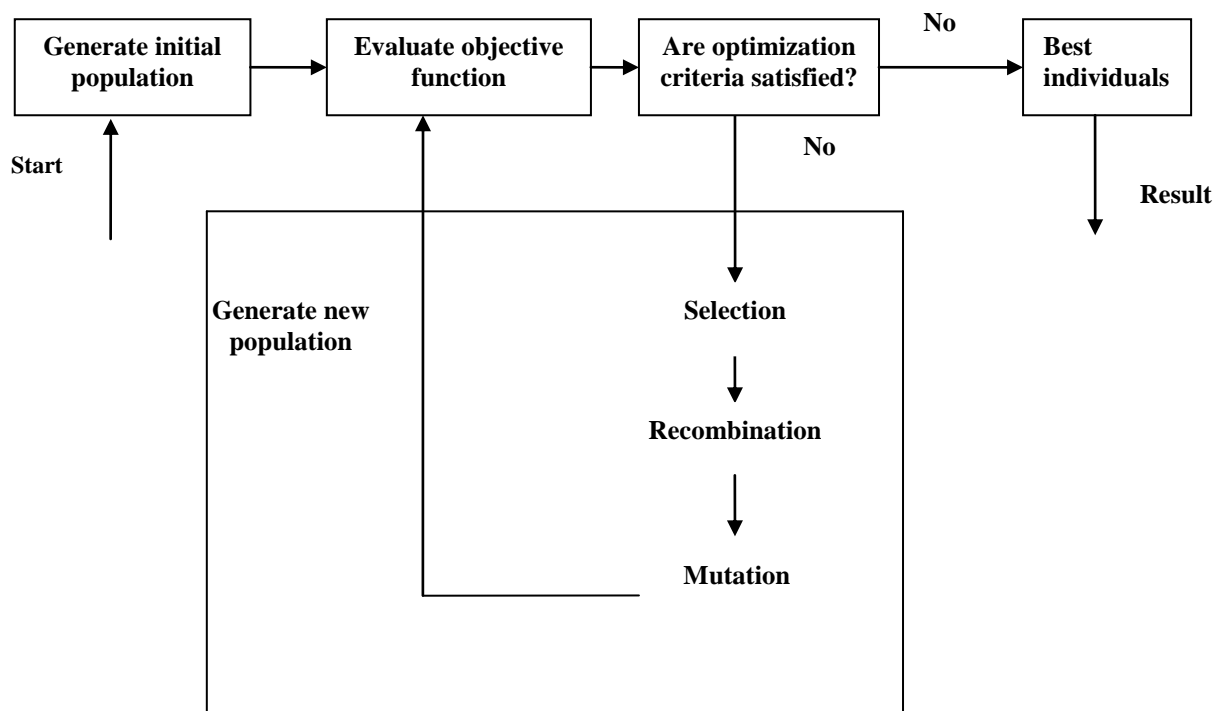 Generate initial
population
Evaluate objective
function
Are optimization
criteria satisfied?
No
Best
individuals
Start
No
Result
Generate new
population
Selection
Recombination
Mutation